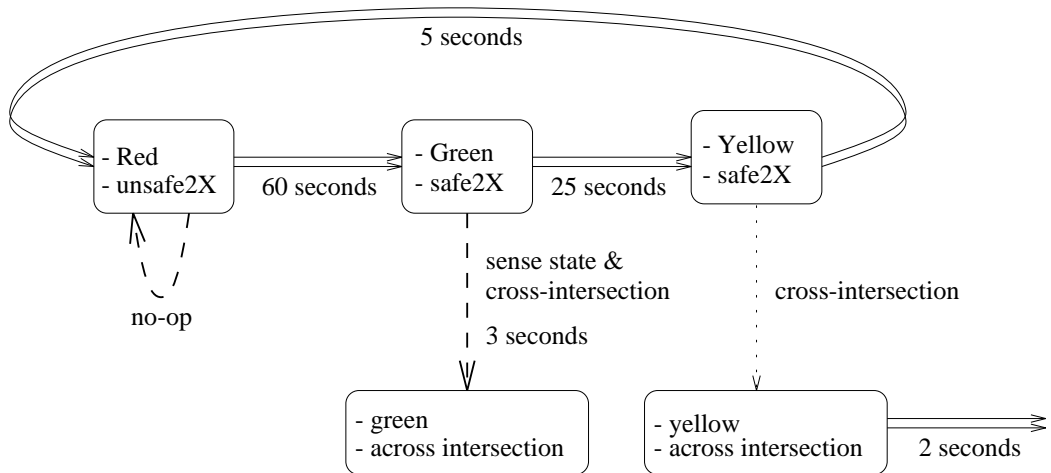 5 seconds
- Red
- unsafe2X
60 seconds
- Green
- safe2X
25 seconds
- Yellow
- safe2X
no-op
sense state &
cross-intersection
3 seconds
cross-intersection
- green
- across intersection
- yellow
- across intersection
2 seconds